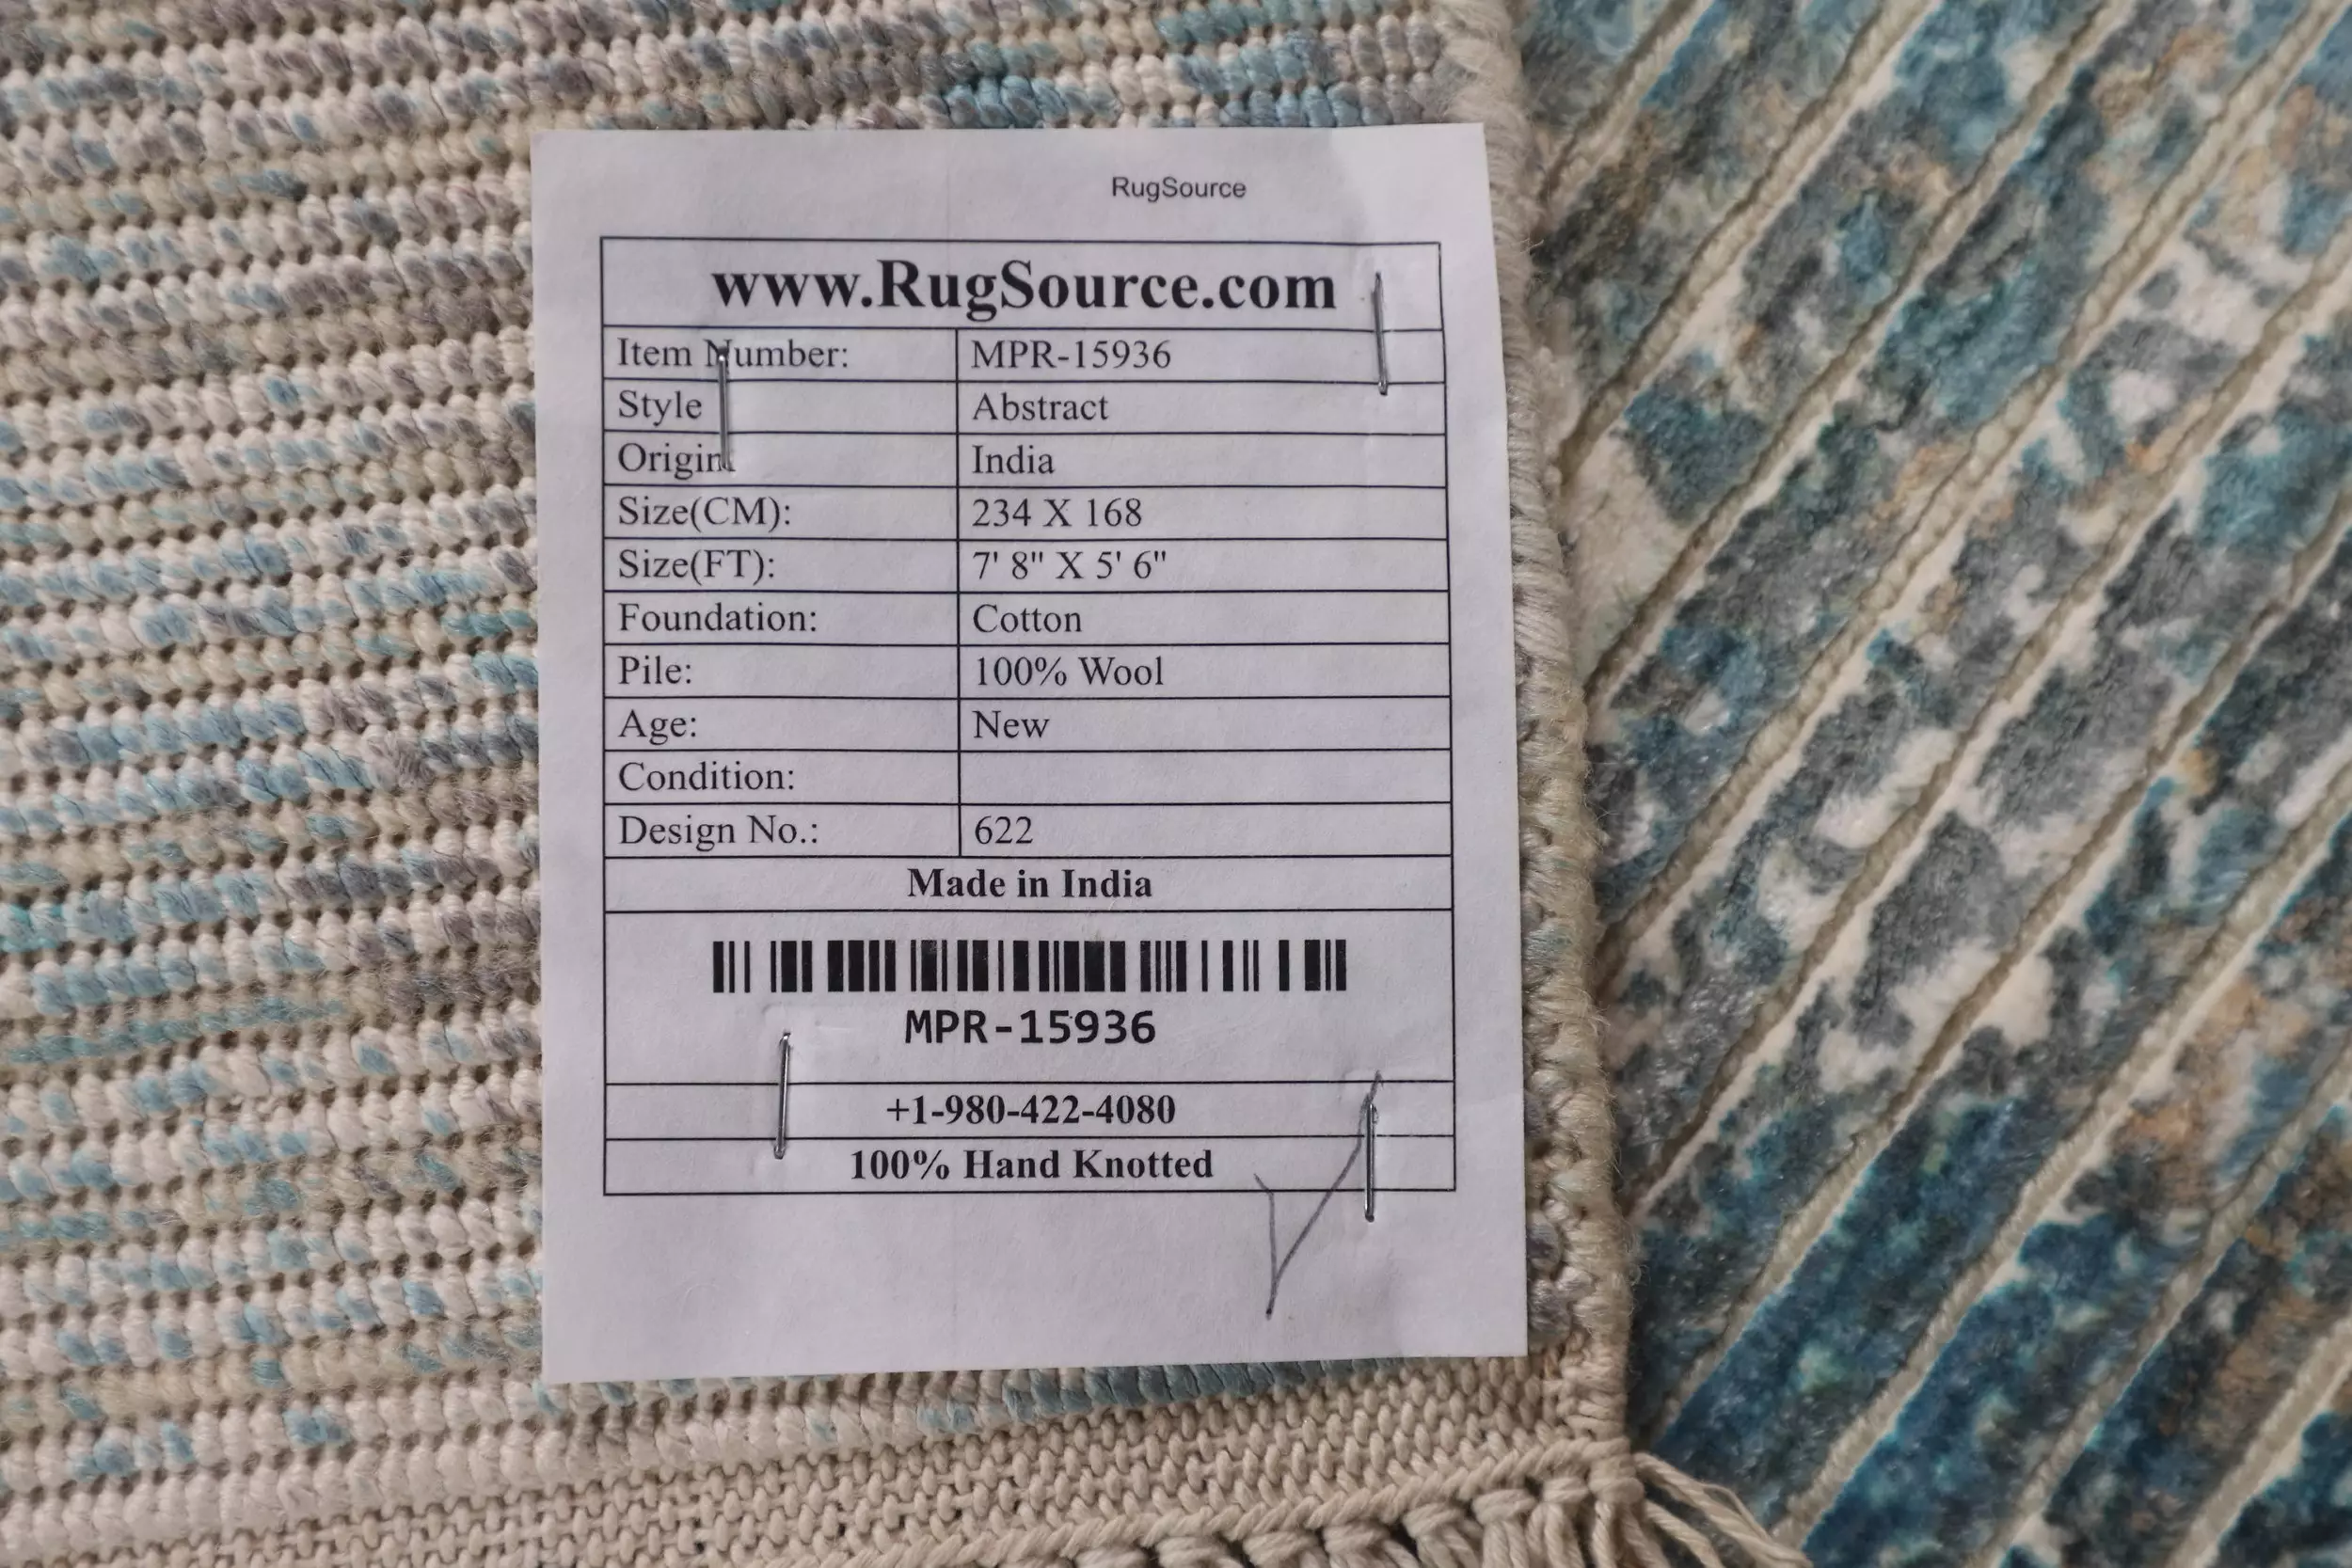 RugSource
www.RugSource.com
Item Number: MPR-15936
Style Abstract
Origin India
Size(CM): 234 X 168
Size(FT): 7' 8" X 5' 6"
Foundation: Cotton
Pile: 100% Wool
Age: New
Condition:
Design No.: 622
Made in India
MPR-15936
+1-980-422-4080
100% Hand Knotted